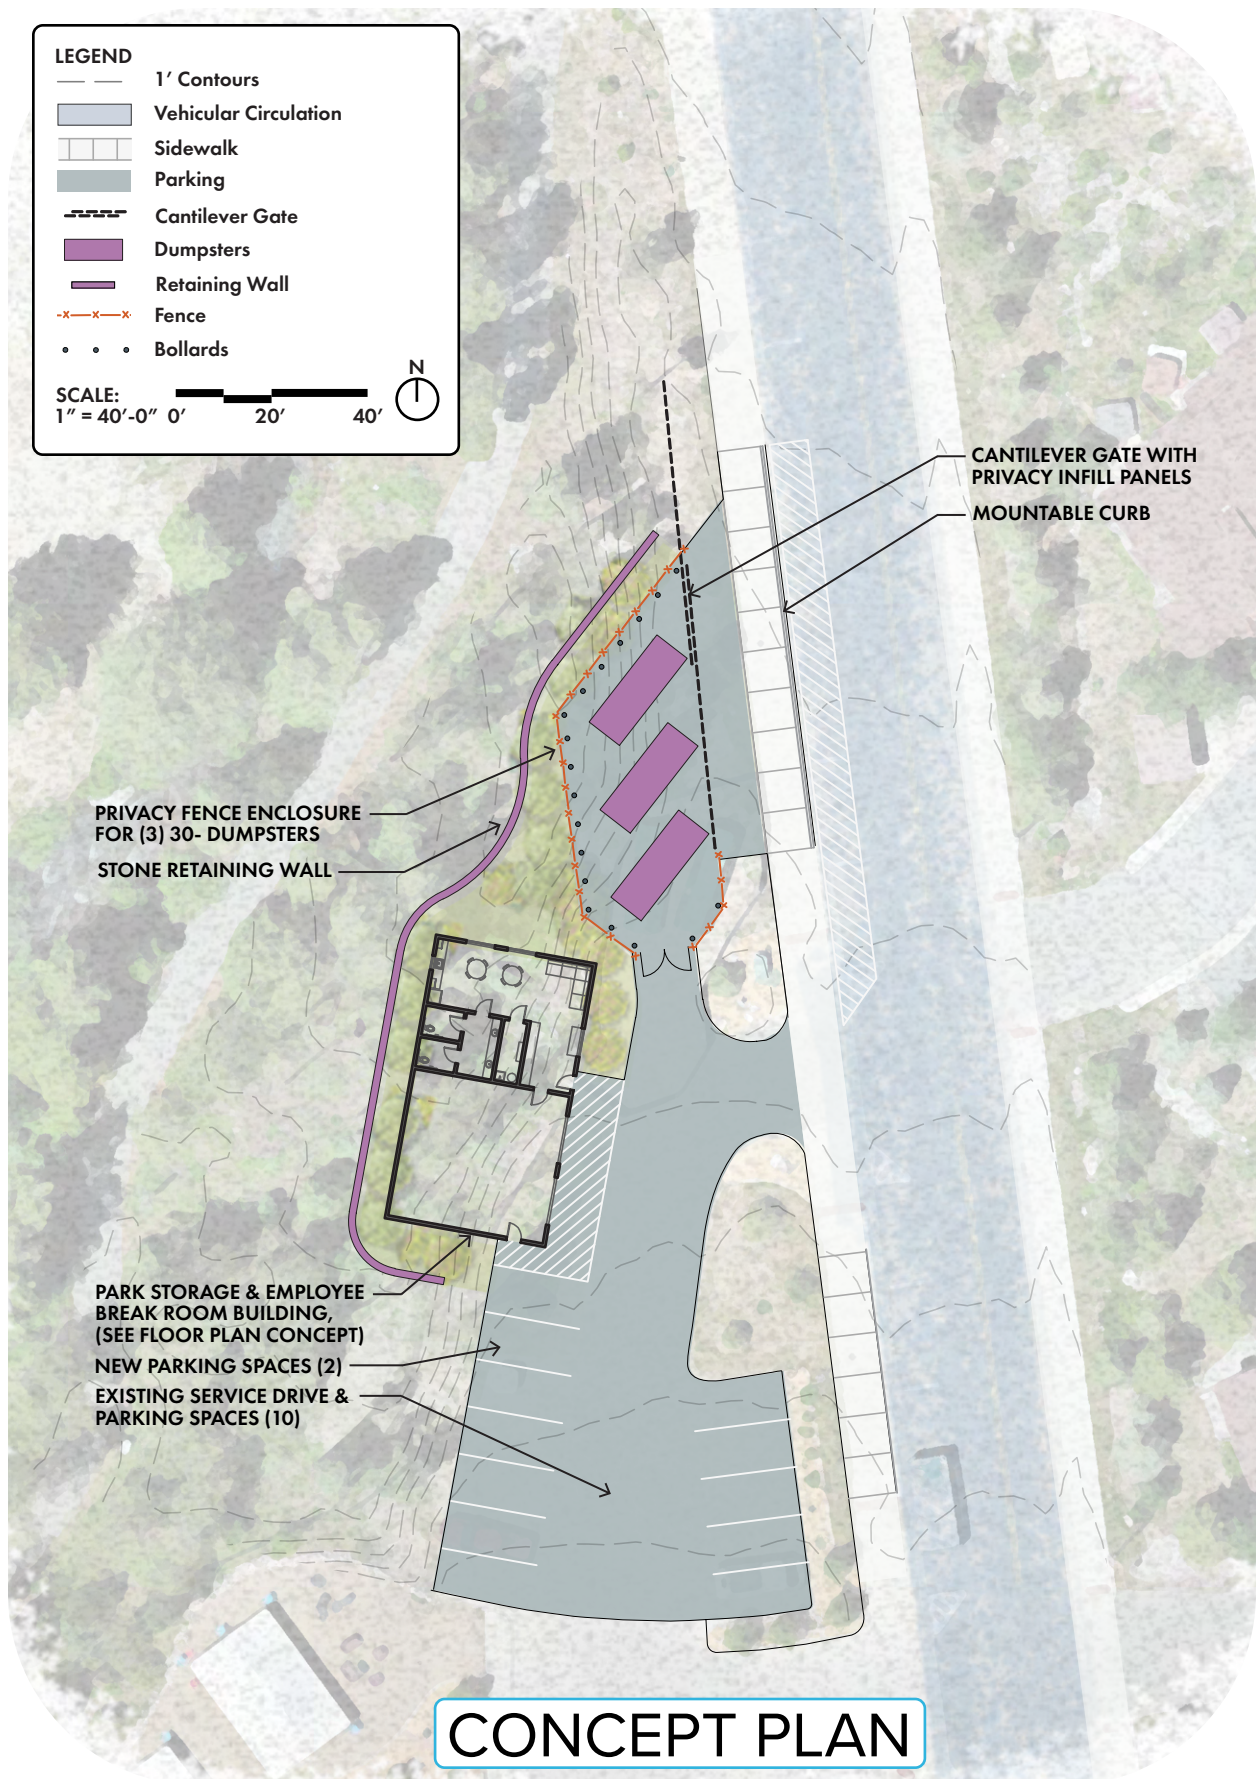 LEGEND
1′ Contours
Vehicular Circulation
Sidewalk
Parking
Cantilever Gate
Dumpsters
Retaining Wall
Fence
Bollards
N
SCALE:
1″ = 40′-0″ 0′ 20′ 40′
CANTILEVER GATE WITH
PRIVACY INFILL PANELS
MOUNTABLE CURB
PRIVACY FENCE ENCLOSURE
FOR (3) 30- DUMPSTERS
STONE RETAINING WALL
PARK STORAGE & EMPLOYEE
BREAK ROOM BUILDING,
(SEE FLOOR PLAN CONCEPT)
NEW PARKING SPACES (2)
EXISTING SERVICE DRIVE &
PARKING SPACES (10)
CONCEPT PLAN